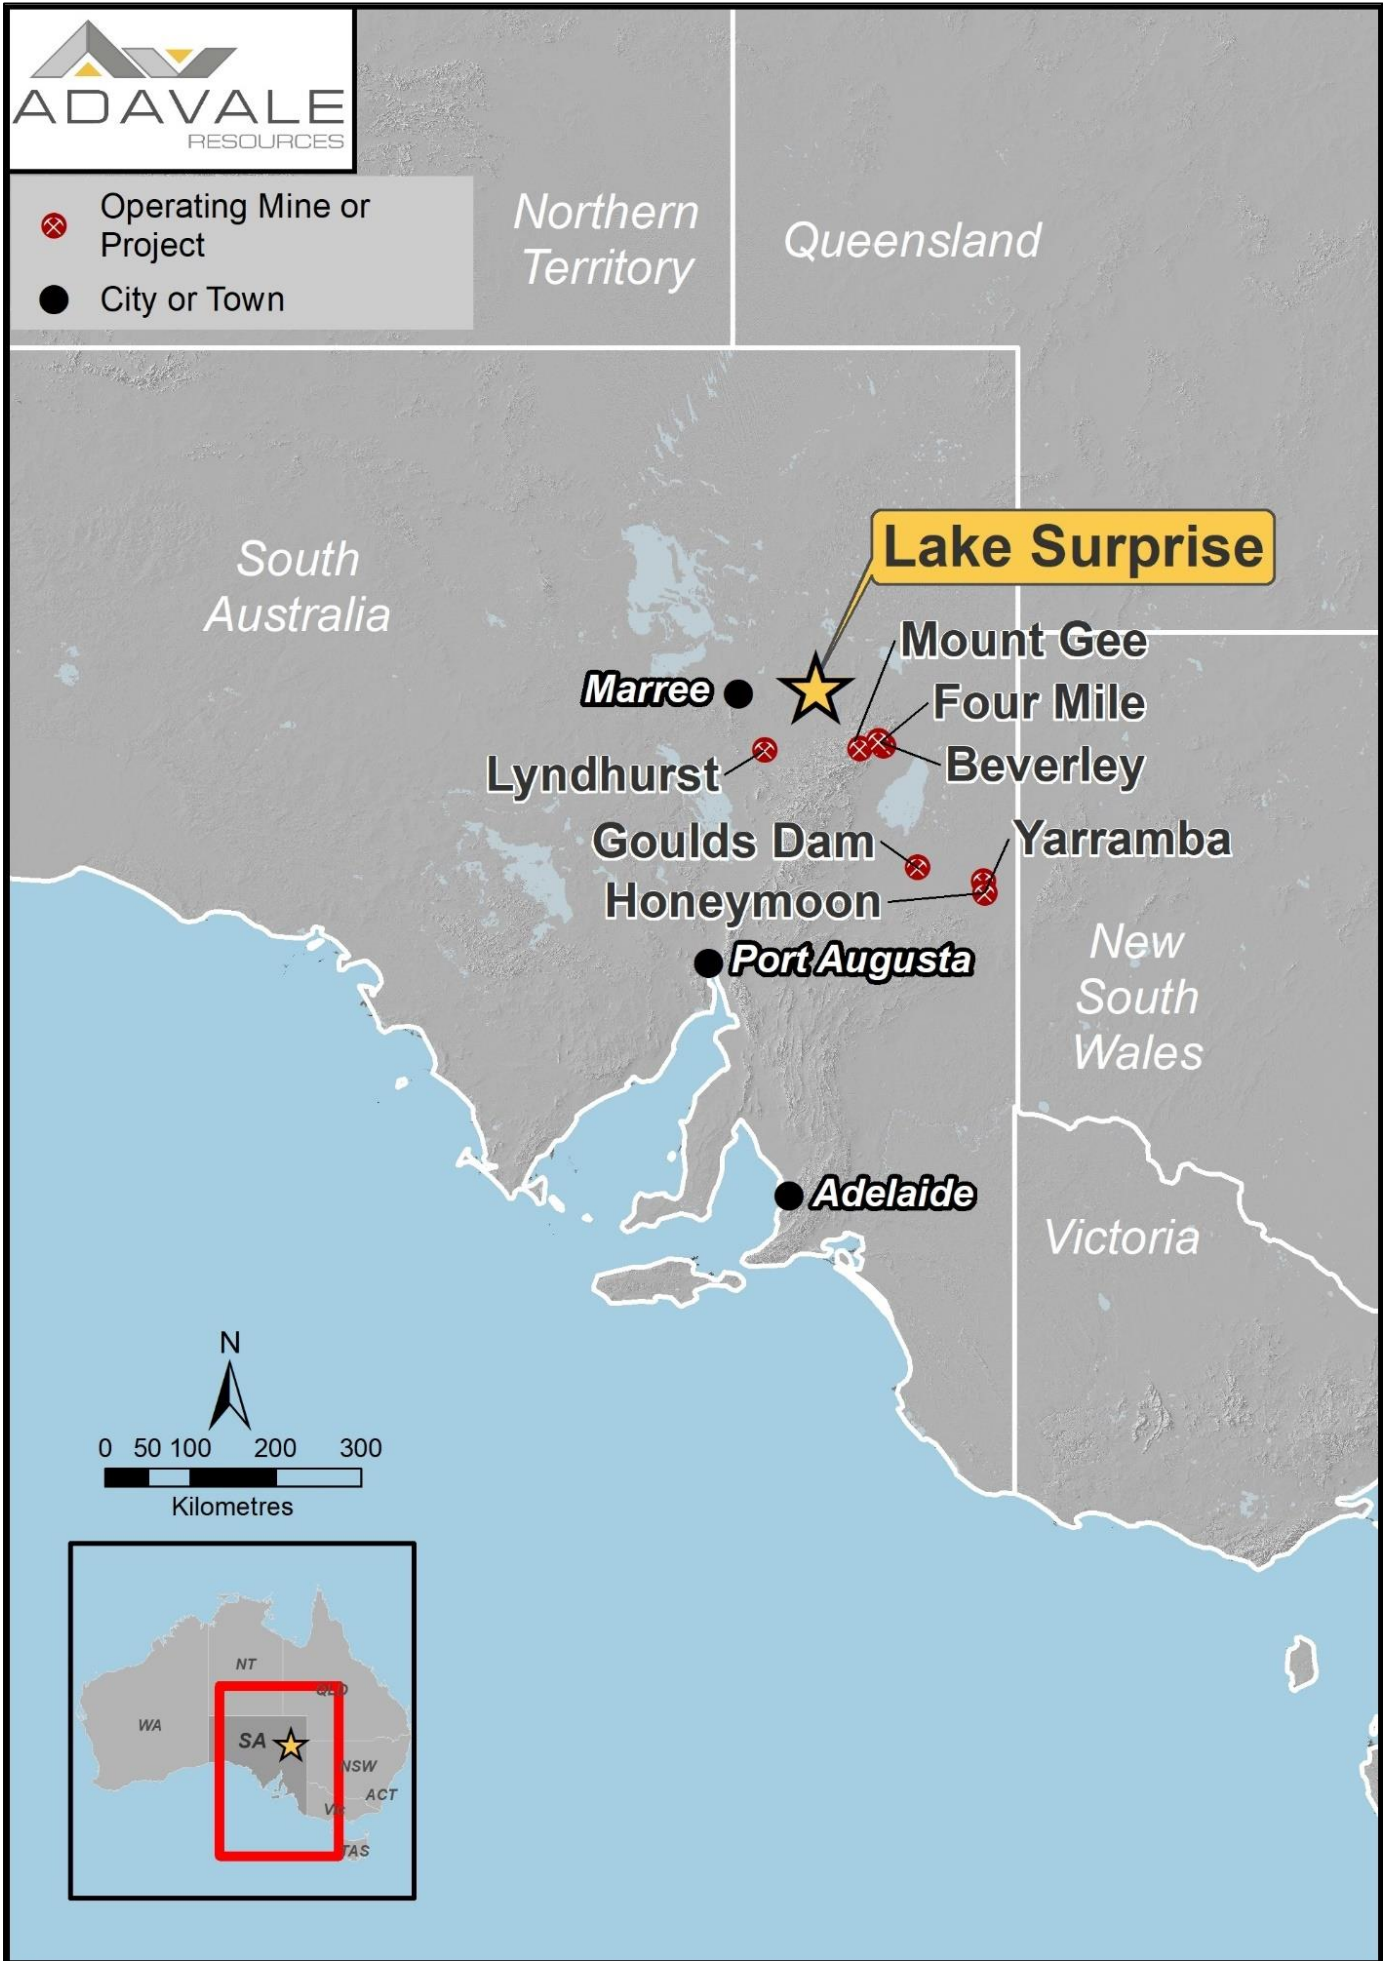 ADAVALE
RESOURCES
Operating Mine or
Project
City or Town
Northern
Territory
Queensland
South
Australia
Lake Surprise
Mount Gee
Marree
Four Mile
Lyndhurst
Beverley
Goulds Dam
Yarramba
Honeymoon
New
South
Wales
Port Augusta
Adelaide
Victoria
N
0 50 100 200 300
Kilometres
NT
QLD
WA
SA
NSW
ACT
VIC
TAS